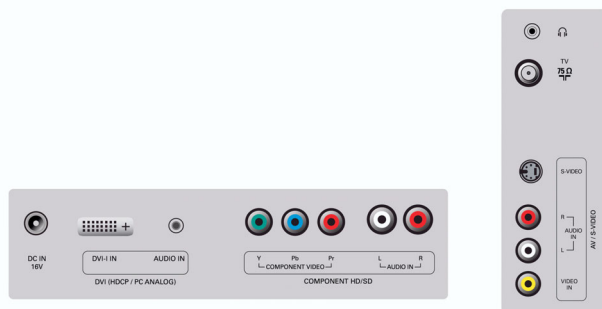 DC IN
16V
DVI-I IN
AUDIO IN
DVI (HDCP / PC ANALOG)
Y Pb Pr
COMPONENT VIDEO
L R
AUDIO IN
COMPONENT HD/SD
TV
75 Ω
S-VIDEO
R
AUDIO
IN
L
VIDEO
IN
AV / S-VIDEO